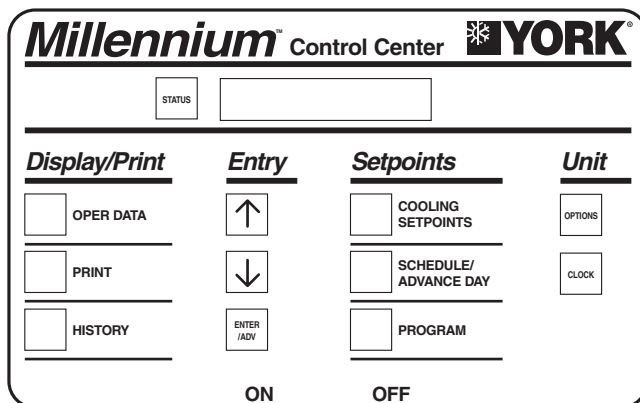 Millennium™ Control Center YORK®
STATUS
Display/Print
Entry
Setpoints
Unit
OPER DATA
COOLING
SETPOINTS
OPTIONS
PRINT
SCHEDULE/
ADVANCE DAY
CLOCK
HISTORY
ENTER
/ADV
PROGRAM
ON
OFF